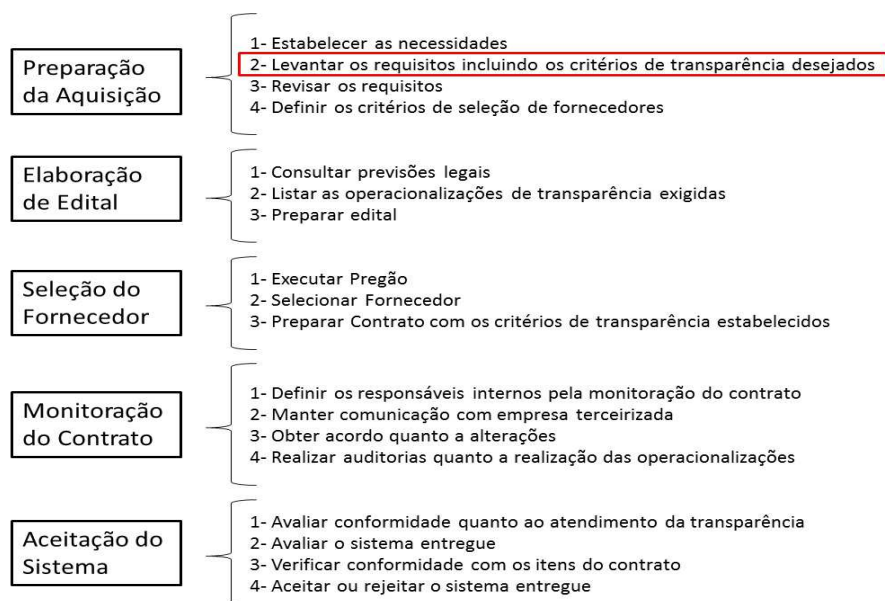 Preparação
da Aquisição
1- Estabelecer as necessidades
2- Levantar os requisitos incluindo os critérios de transparência desejados
3- Revisar os requisitos
4- Definir os critérios de seleção de fornecedores
Elaboração
de Edital
1- Consultar previsões legais
2- Listar as operacionalizações de transparência exigidas
3- Preparar edital
Seleção do
Fornecedor
1- Executar Pregão
2- Selecionar Fornecedor
3- Preparar Contrato com os critérios de transparência estabelecidos
Monitoração
do Contrato
1- Definir os responsáveis internos pela monitoração do contrato
2- Manter comunicação com empresa terceirizada
3- Obter acordo quanto a alterações
4- Realizar auditorias quanto a realização das operacionalizações
Aceitação do
Sistema
1- Avaliar conformidade quanto ao atendimento da transparência
2- Avaliar o sistema entregue
3- Verificar conformidade com os itens do contrato
4- Aceitar ou rejeitar o sistema entregue